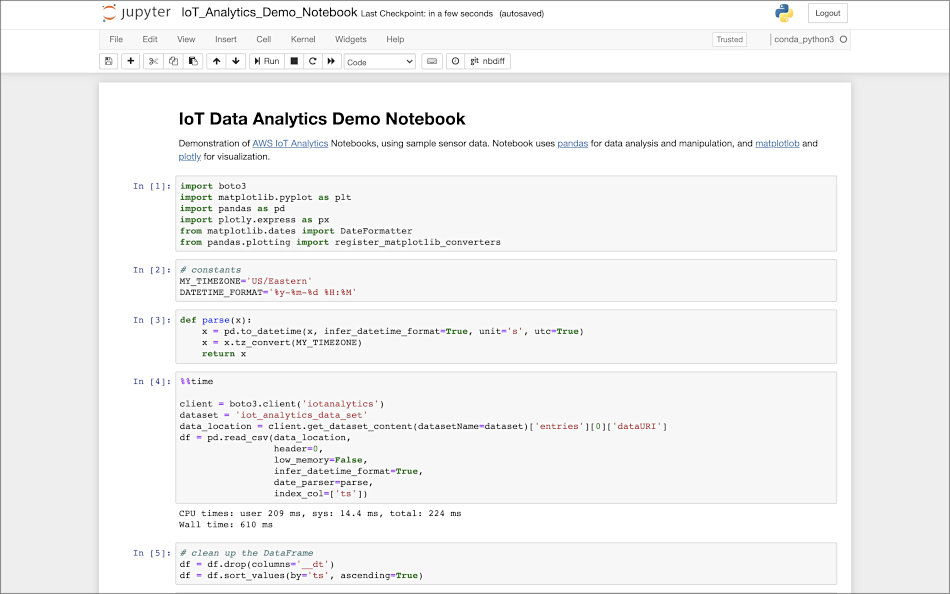 jupyter IoT_Analytics_Demo_Notebook Last Checkpoint: in a few seconds (autosaved) Logout
File Edit View Insert Cell Kernel Widgets Help Trusted conda_python3
Run Code git nbdiff
IoT Data Analytics Demo Notebook
Demonstration of AWS IoT Analytics Notebooks, using sample sensor data. Notebook uses pandas for data analysis and manipulation, and matplotlob and
plotly for visualization.
In [1]: import boto3
import matplotlib.pyplot as plt
import pandas as pd
import plotly.express as px
from matplotlib.dates import DateFormatter
from pandas.plotting import register_matplotlib_converters
In [2]: # constants
MY_TIMEZONE='US/Eastern'
DATETIME_FORMAT='%y-%m-%d %H:%M'
In [3]: def parse(x):
    x = pd.to_datetime(x, infer_datetime_format=True, unit='s', utc=True)
    x = x.tz_convert(MY_TIMEZONE)
    return x
In [4]: %%time
client = boto3.client('iotanalytics')
dataset = 'iot_analytics_data_set'
data_location = client.get_dataset_content(datasetName=dataset)['entries'][0]['dataURI']
df = pd.read_csv(data_location,
                 header=0,
                 low_memory=False,
                 infer_datetime_format=True,
                 date_parser=parse,
                 index_col=['ts'])
CPU times: user 209 ms, sys: 14.4 ms, total: 224 ms
Wall time: 610 ms
In [5]: # clean up the DataFrame
df = df.drop(columns='__dt')
df = df.sort_values(by='ts', ascending=True)